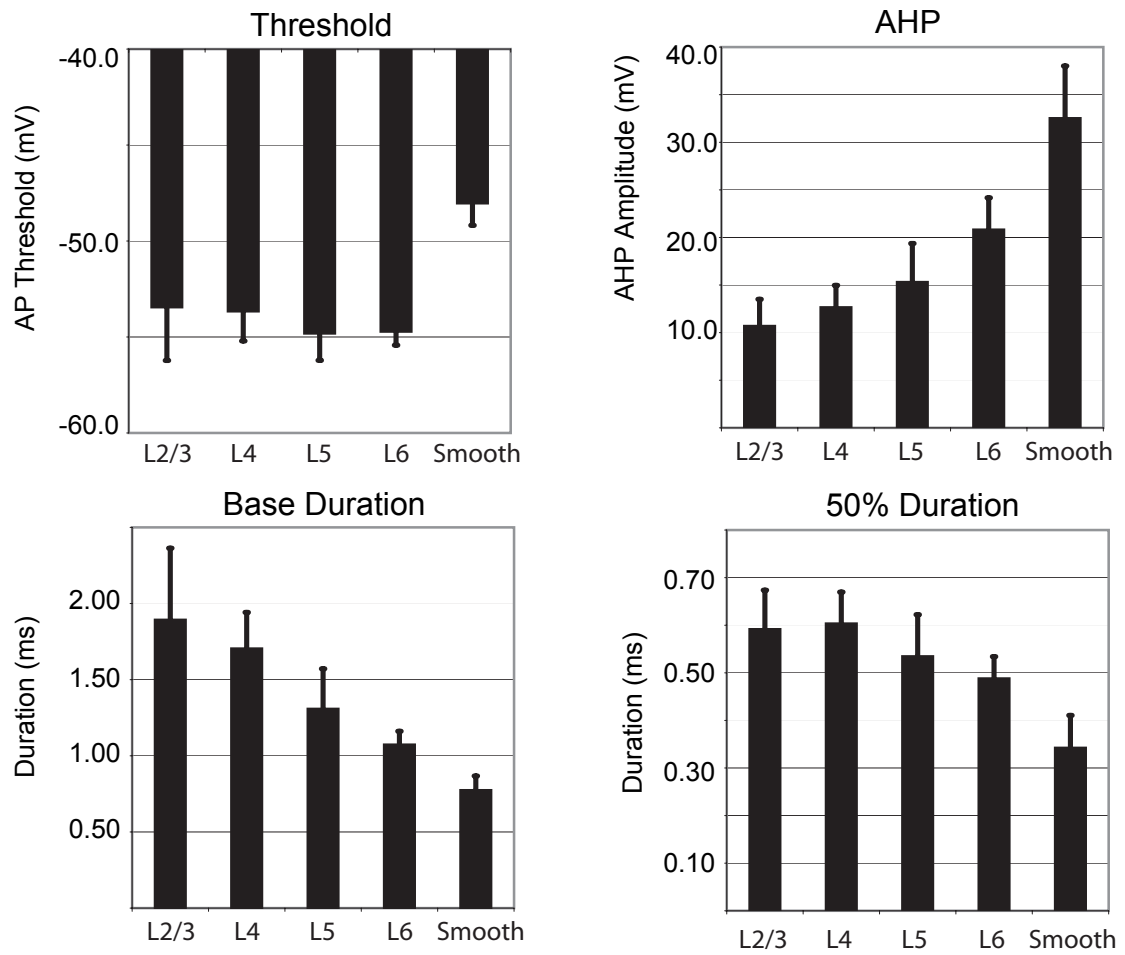 Threshold
AP Threshold (mV)
-40.0
-50.0
-60.0
L2/3 L4 L5 L6 Smooth
AHP
AHP Amplitude (mV)
40.0
30.0
20.0
10.0
L2/3 L4 L5 L6 Smooth
Base Duration
Duration (ms)
2.00
1.50
1.00
0.50
L2/3 L4 L5 L6 Smooth
50% Duration
Duration (ms)
0.70
0.50
0.30
0.10
L2/3 L4 L5 L6 Smooth